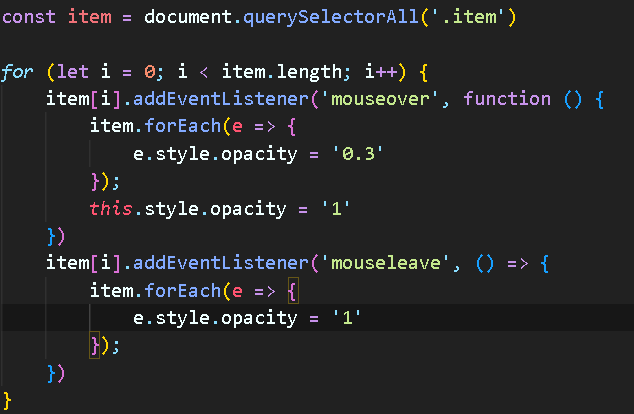 const item = document.querySelectorAll('.item')
for (let i = 0; i < item.length; i++) {
item[i].addEventListener('mouseover', function () {
item.forEach(e => {
e.style.opacity = '0.3'
});
this.style.opacity = '1'
})
item[i].addEventListener('mouseleave', () => {
item.forEach(e => {
e.style.opacity = '1'
});
})
}